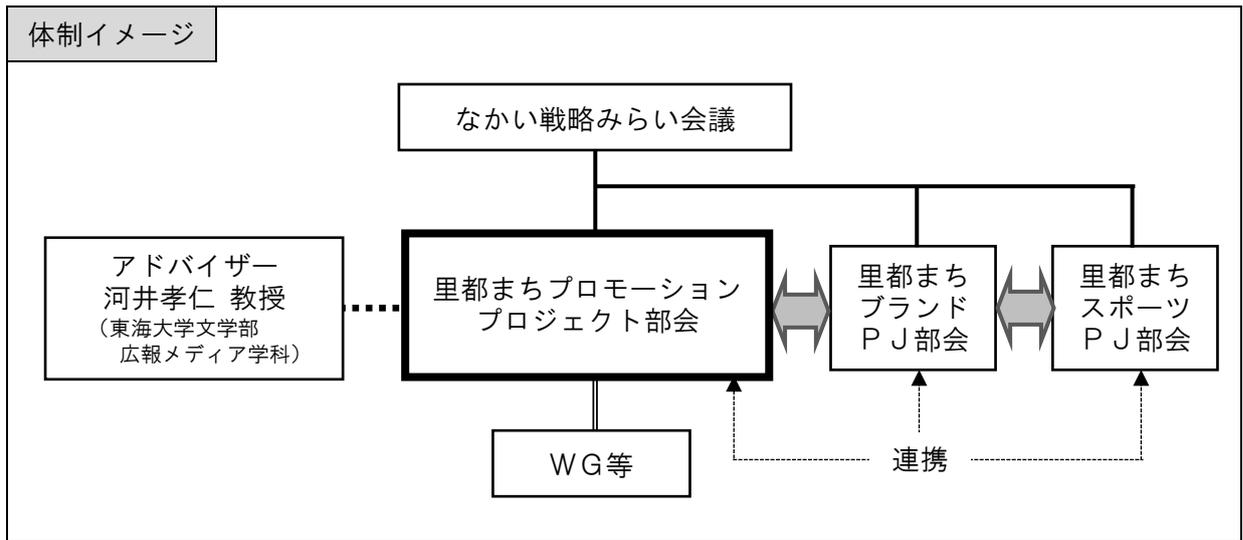 体制イメージ
なかい戦略みらい会議
アドバイザー
河井孝仁 教授
（東海大学文学部
広報メディア学科）
里都まちプロモーション
プロジェクト部会
里都まち
ブランド
ＰＪ部会
里都まち
スポーツ
ＰＪ部会
ＷＧ等
連携